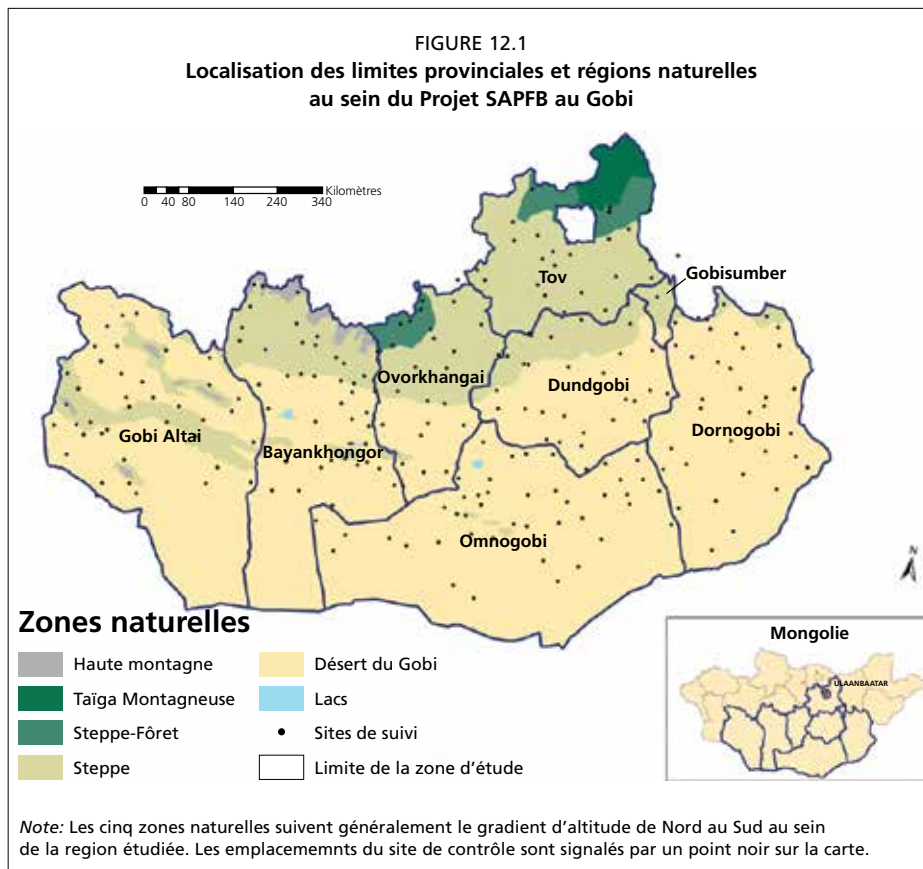 FIGURE 12.1
Localisation des limites provinciales et régions naturelles
au sein du Projet SAPFB au Gobi
Kilomètres
0 40 80 140 240 340
Tov
Gobisumber
Ovorkhangai
Dundgobi
Gobi Altai
Bayankhongor
Dornogobi
Omnogobi
N
Zones naturelles
Haute montagne
Taïga Montagneuse
Steppe-Fôret
Steppe
Désert du Gobi
Lacs
Sites de suivi
Limite de la zone d'étude
Mongolie
ULAANBAATAR
Note: Les cinq zones naturelles suivent généralement le gradient d'altitude de Nord au Sud au sein
de la region étudiée. Les emplacememnts du site de contrôle sont signalés par un point noir sur la carte.